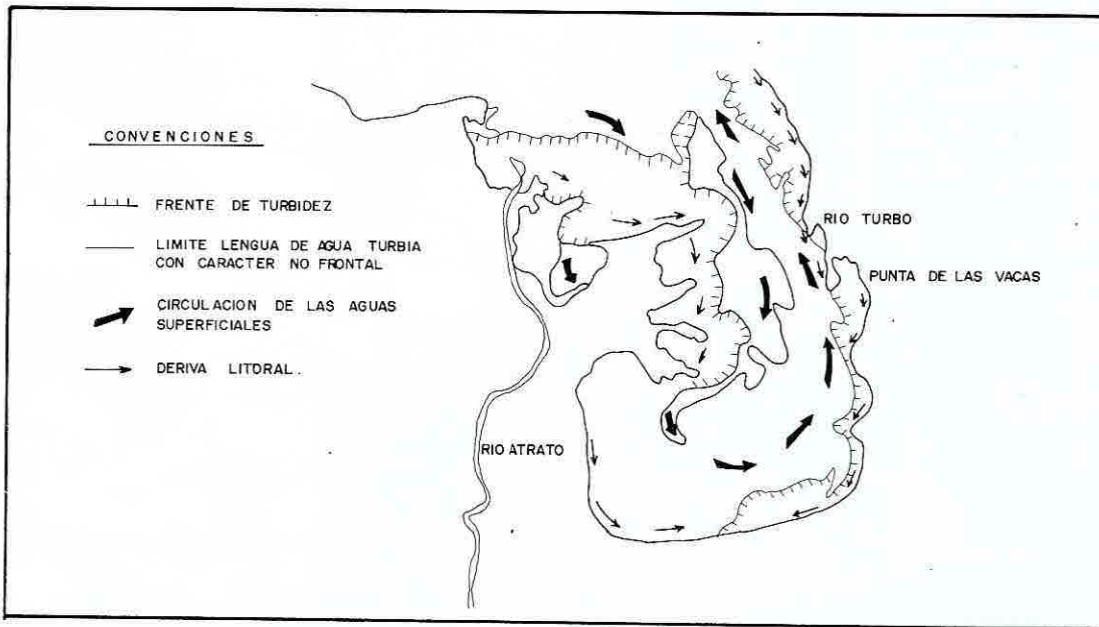 CONVENCIONES
FRENTE DE TURBIDEZ
LIMITE LENGUA DE AGUA TURBIA
CON CARACTER NO FRONTAL
CIRCULACION DE LAS AGUAS
SUPERFICIALES
DERIVA LITORAL.
RIO TURBO
PUNTA DE LAS VACAS
RIO ATRATO